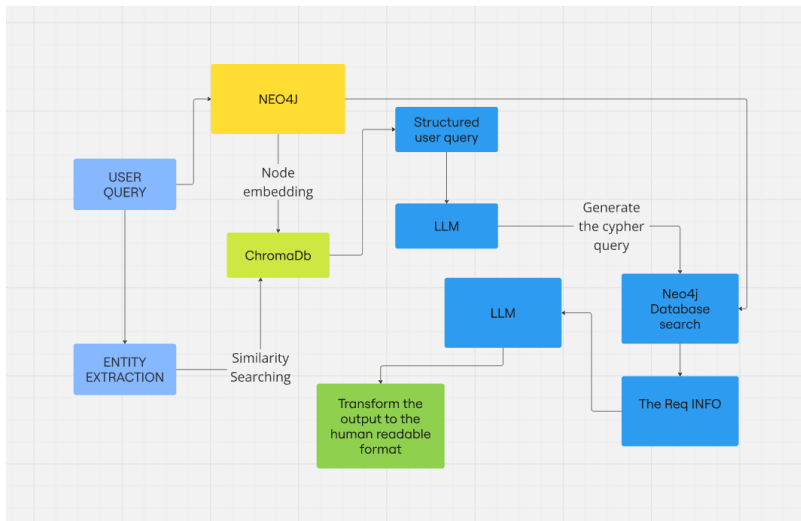 NEO4J
Structured
user query
USER
QUERY
Node
embedding
LLM
Generate
the cypher
query
ChromaDb
Neo4j
Database
search
LLM
ENTITY
EXTRACTION
Similarity
Searching
Transform the
output to the
human readable
format
The Req INFO